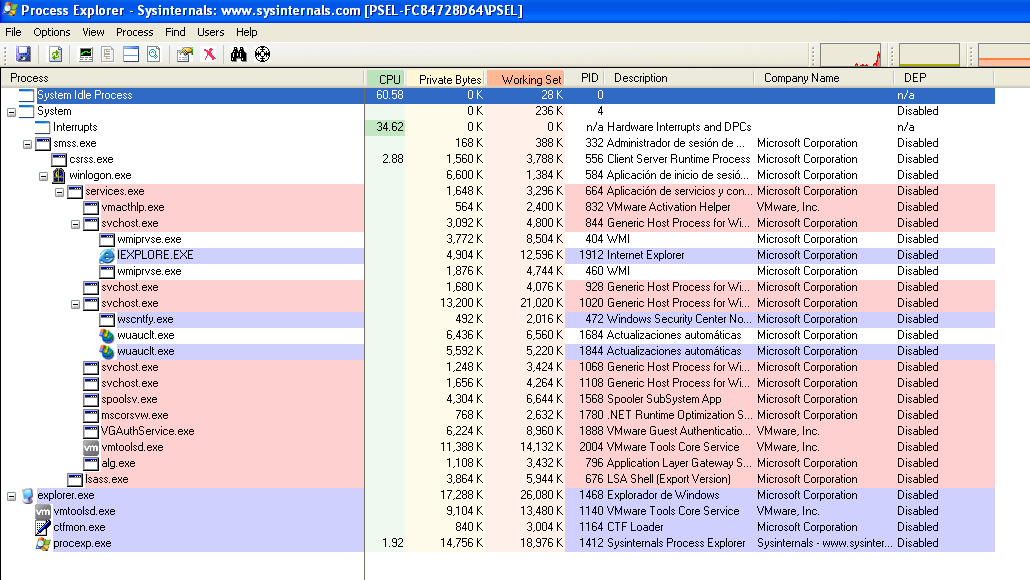 Process Explorer - Sysinternals: www.sysinternals.com [PSEL-FC84728D64\PSEL]
File Options View Process Find Users Help
Process CPU Private Bytes Working Set PID Description Company Name DEP
System Idle Process 60.58 0 K 28 K 0 n/a
System 0 K 236 K 4 Disabled
Interrupts 34.62 0 K 0 K n/a Hardware Interrupts and DPCs n/a
smss.exe 168 K 388 K 332 Administrador de sesión de ... Microsoft Corporation Disabled
csrss.exe 2.88 1,560 K 3,788 K 556 Client Server Runtime Process Microsoft Corporation Disabled
winlogon.exe 6,600 K 1,384 K 584 Aplicación de inicio de sesió... Microsoft Corporation Disabled
services.exe 1,648 K 3,296 K 664 Aplicación de servicios y con... Microsoft Corporation Disabled
vmacthlp.exe 564 K 2,400 K 832 VMware Activation Helper VMware, Inc. Disabled
svchost.exe 3,092 K 4,800 K 844 Generic Host Process for Wi... Microsoft Corporation Disabled
wmiprvse.exe 3,772 K 8,504 K 404 WMI Microsoft Corporation Disabled
IEXPLORE.EXE 4,904 K 12,596 K 1912 Internet Explorer Microsoft Corporation Disabled
wmiprvse.exe 1,876 K 4,744 K 460 WMI Microsoft Corporation Disabled
svchost.exe 1,680 K 4,076 K 928 Generic Host Process for Wi... Microsoft Corporation Disabled
svchost.exe 13,200 K 21,020 K 1020 Generic Host Process for Wi... Microsoft Corporation Disabled
wscntfy.exe 492 K 2,016 K 472 Windows Security Center No... Microsoft Corporation Disabled
wuauclt.exe 6,436 K 6,560 K 1684 Actualizaciones automáticas Microsoft Corporation Disabled
wuauclt.exe 5,592 K 5,220 K 1844 Actualizaciones automáticas Microsoft Corporation Disabled
svchost.exe 1,248 K 3,424 K 1068 Generic Host Process for Wi... Microsoft Corporation Disabled
svchost.exe 1,656 K 4,264 K 1108 Generic Host Process for Wi... Microsoft Corporation Disabled
spoolsv.exe 4,304 K 6,644 K 1568 Spooler SubSystem App Microsoft Corporation Disabled
mscorsvw.exe 768 K 2,632 K 1780 .NET Runtime Optimization S... Microsoft Corporation Disabled
VGAuthService.exe 6,224 K 8,960 K 1888 VMware Guest Authenticatio... VMware, Inc. Disabled
vm vmtoolsd.exe 11,388 K 14,132 K 2004 VMware Tools Core Service VMware, Inc. Disabled
alg.exe 1,108 K 3,432 K 796 Application Layer Gateway S... Microsoft Corporation Disabled
lsass.exe 3,864 K 5,944 K 676 LSA Shell (Export Version) Microsoft Corporation Disabled
explorer.exe 17,288 K 26,080 K 1468 Explorador de Windows Microsoft Corporation Disabled
vm vmtoolsd.exe 9,104 K 13,480 K 1140 VMware Tools Core Service VMware, Inc. Disabled
ctfmon.exe 840 K 3,004 K 1164 CTF Loader Microsoft Corporation Disabled
procexp.exe 1.92 14,756 K 18,976 K 1412 Sysinternals Process Explorer Sysinternals - www.sysinter... Disabled